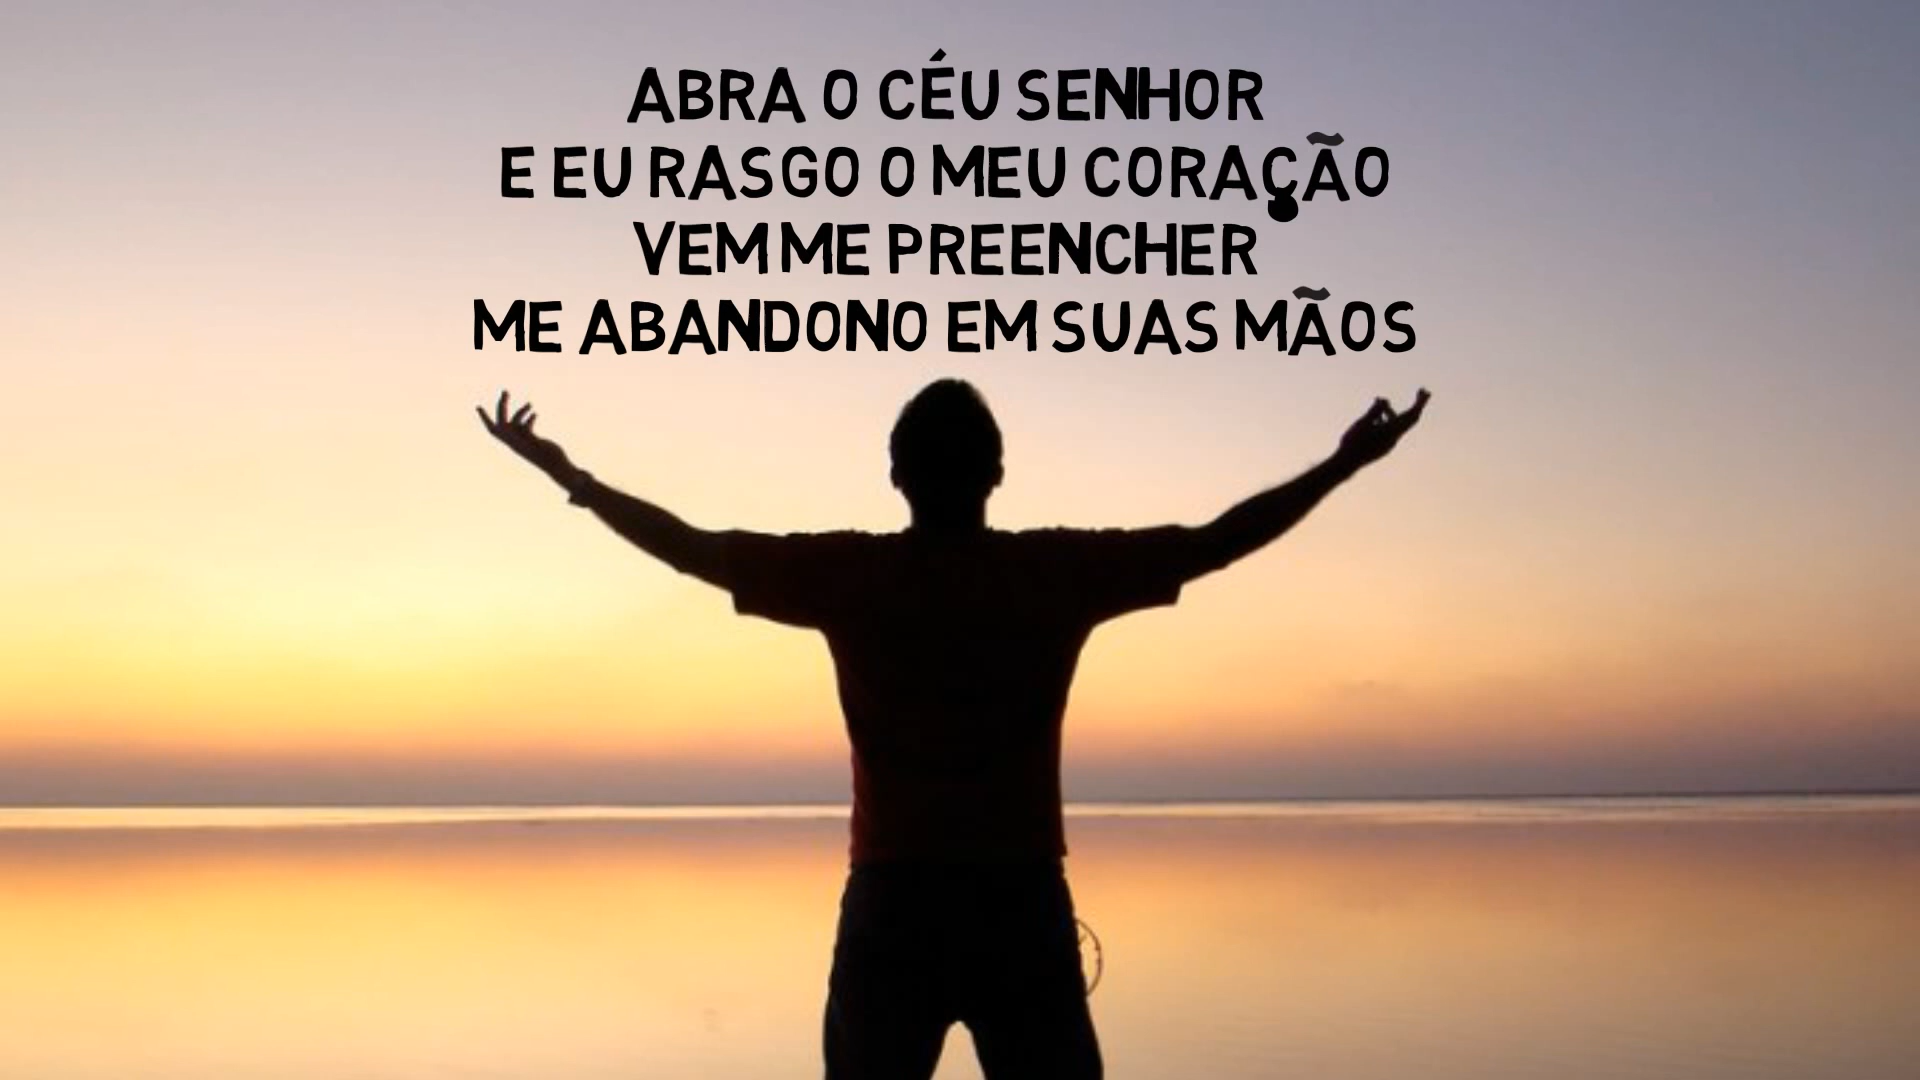 ABRA O CÉU SENHOR
E EU RASGO O MEU CORAÇÃO
VEM ME PREENCHER
ME ABANDONO EM SUAS MÃOS